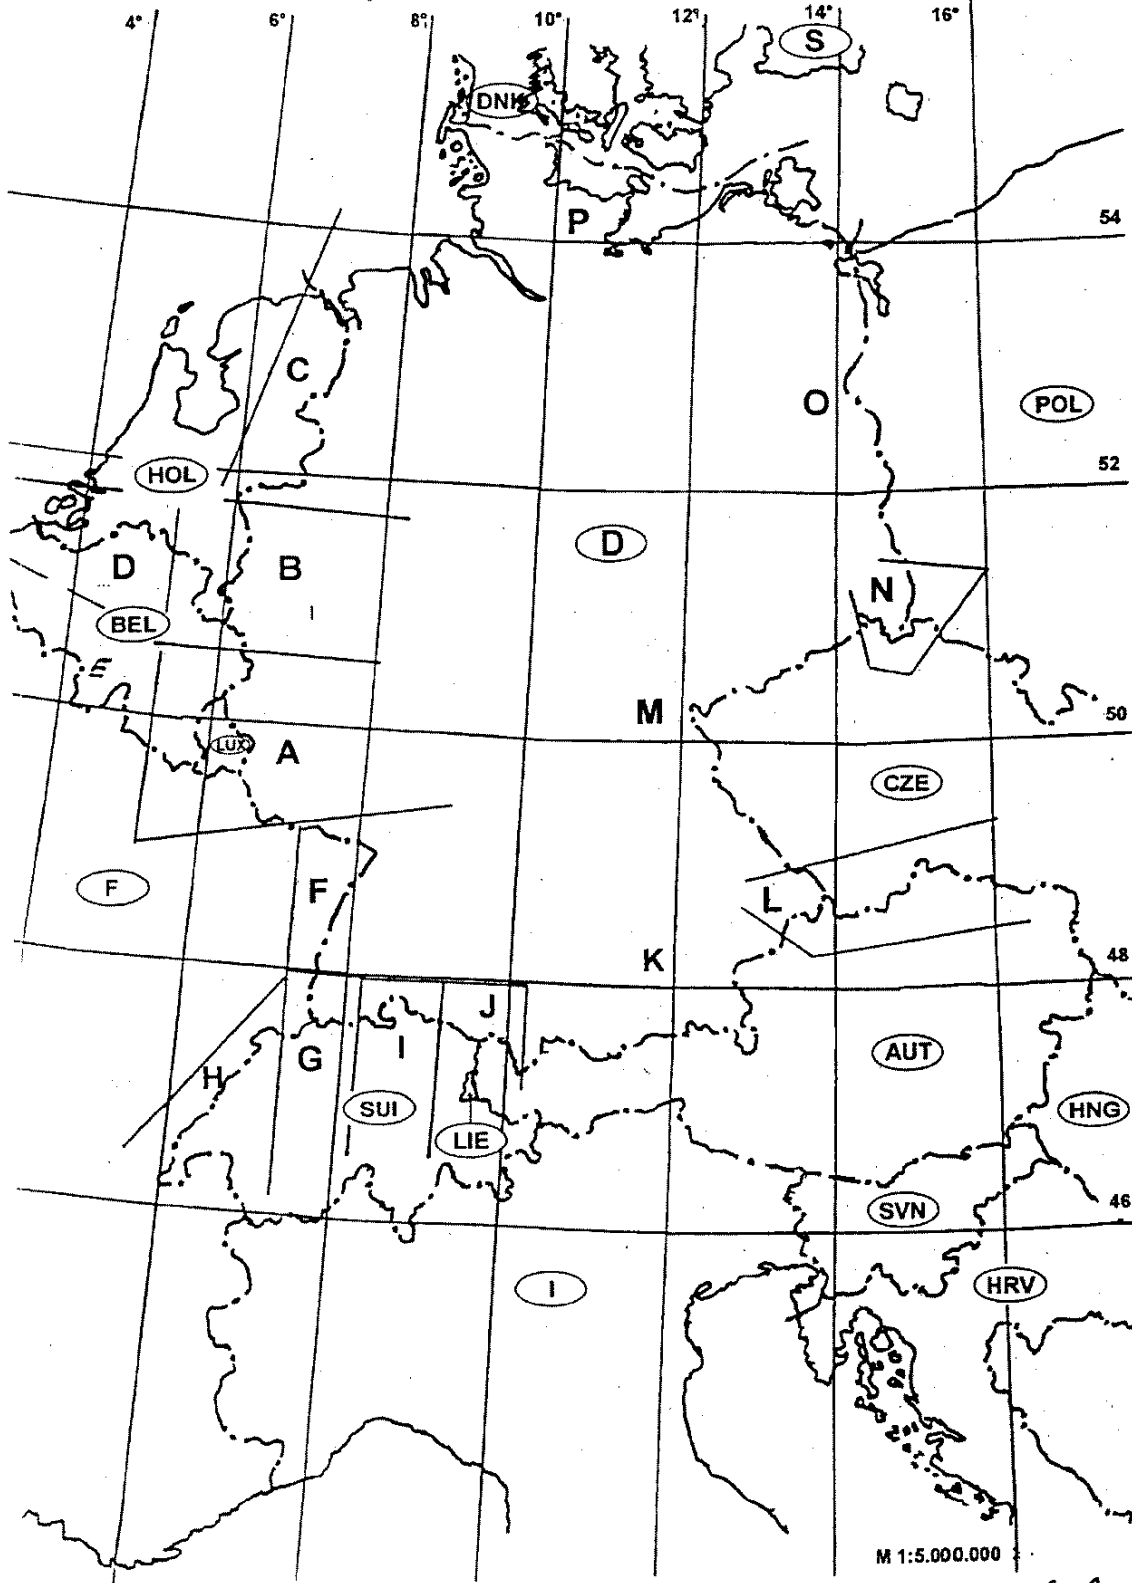 4° 6° 8° 10° 12° 14° 16°
S
DNK
P
54
C
O
POL
52
HOL
D
D
B
N
BEL
E
M
50
LUX
A
CZE
F
F
L
K
48
J
G
I
H
AUT
SUI
HNG
LIE
46
SVN
I
HRV
M 1:5.000.000